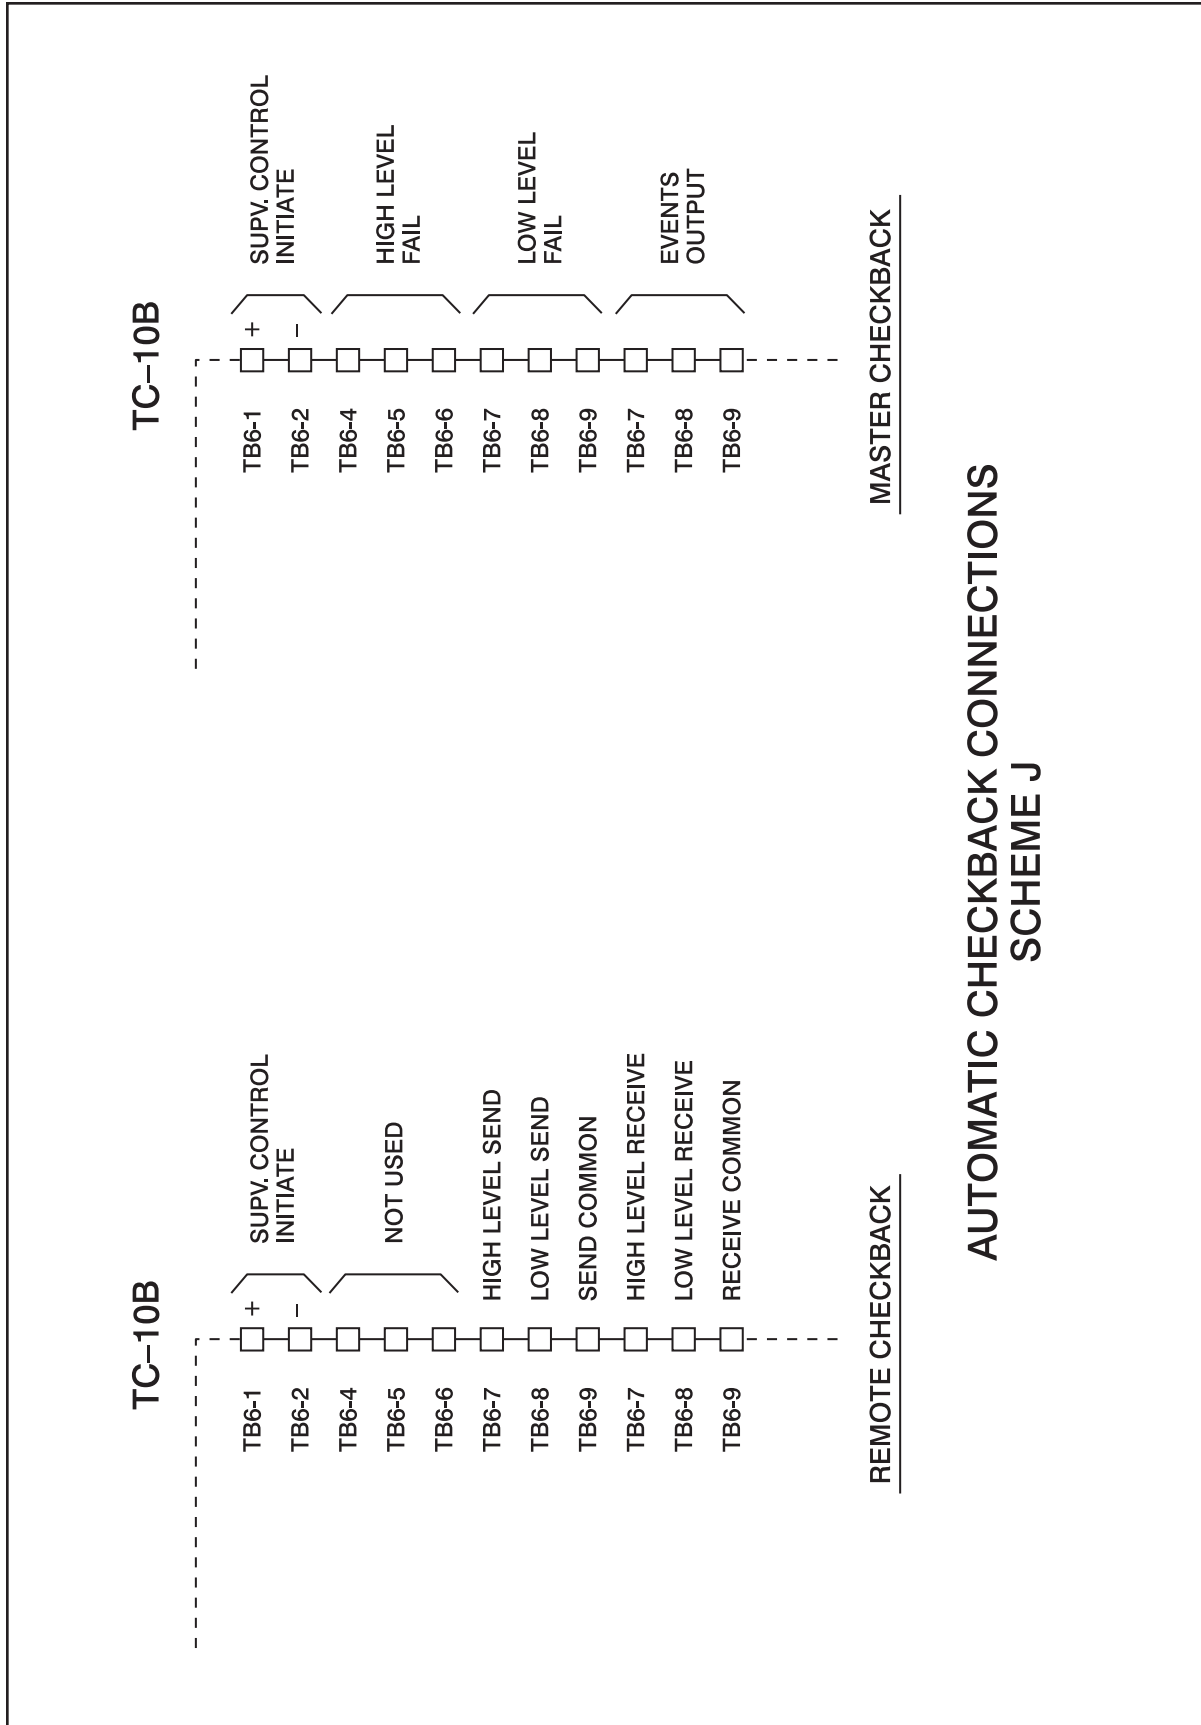 TC–10B
TB6-1
TB6-2
TB6-4
TB6-5
TB6-6
TB6-7
TB6-8
TB6-9
TB6-7
TB6-8
TB6-9
+
–
SUPV. CONTROL
INITIATE
NOT USED
HIGH LEVEL SEND
LOW LEVEL SEND
SEND COMMON
HIGH LEVEL RECEIVE
LOW LEVEL RECEIVE
RECEIVE COMMON
REMOTE CHECKBACK
TC–10B
TB6-1
TB6-2
TB6-4
TB6-5
TB6-6
TB6-7
TB6-8
TB6-9
TB6-7
TB6-8
TB6-9
+
–
SUPV. CONTROL
INITIATE
HIGH LEVEL
FAIL
LOW LEVEL
FAIL
EVENTS
OUTPUT
MASTER CHECKBACK
AUTOMATIC CHECKBACK CONNECTIONS
SCHEME J